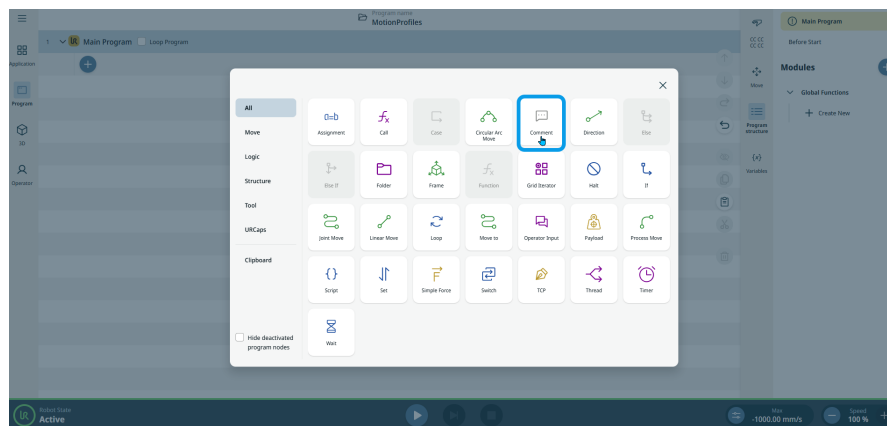 Program name
MotionProfiles
1 Main Program Loop Program
Application
Program
3D
Operator
All
Move
Logic
Structure
Tool
URCaps
Clipboard
Hide deactivated
program nodes
a=b
Assignment
fx
Call
Case
Circular Arc
Move
Comment
Direction
Else
Else If
Folder
Frame
fx
Function
Grid Iterator
Halt
If
Joint Move
Linear Move
Loop
Move to
Operator Input
Payload
Process Move
{}
Script
Set
F
Simple Force
Switch
TCP
Thread
Timer
Wait
Move
Program
structure
{x}
Variables
Main Program
Before Start
Modules
Global Functions
+ Create New
UR
Robot State
Active
Max
-1000.00 mm/s
Speed
100 %